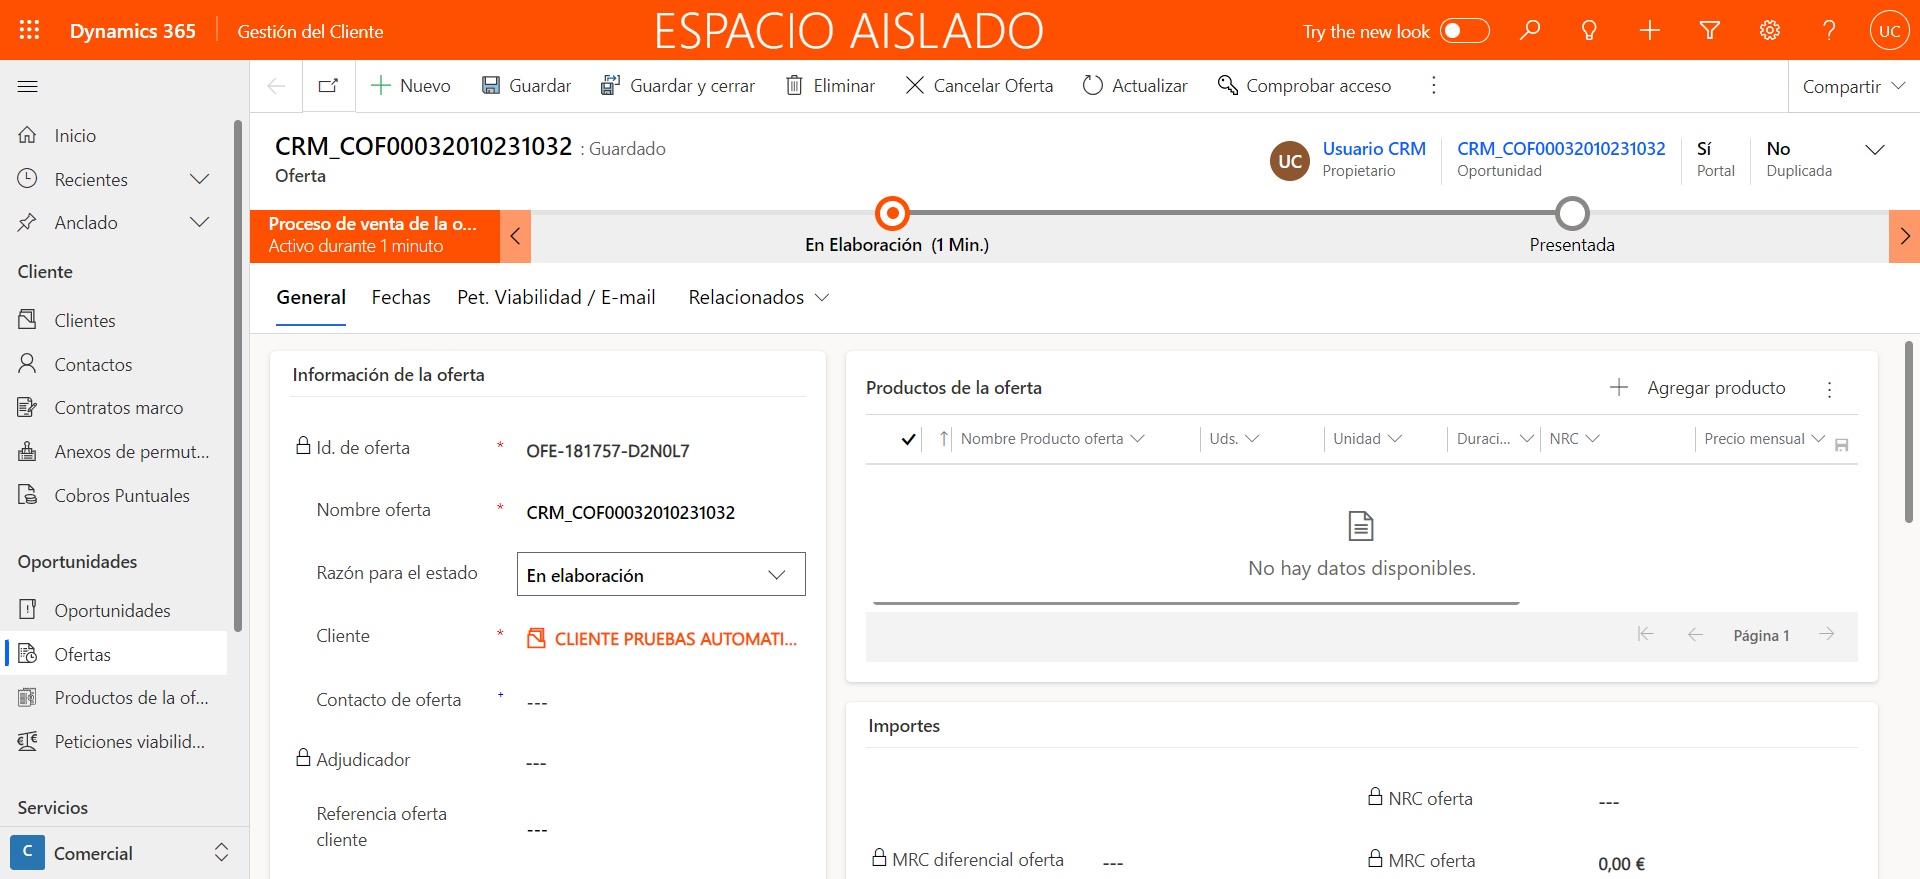 Dynamics 365
Gestión del Cliente
ESPACIO AISLADO
Try the new look
UC
Nuevo
Guardar
Guardar y cerrar
Eliminar
Cancelar Oferta
Actualizar
Comprobar acceso
Compartir
Inicio
Recientes
Anclado
Cliente
Clientes
Contactos
Contratos marco
Anexos de permut...
Cobros Puntuales
Oportunidades
Oportunidades
Ofertas
Productos de la of...
Peticiones viabilid...
Servicios
C
Comercial
CRM_COF00032010231032 : Guardado
Oferta
UC
Usuario CRM
Propietario
CRM_COF00032010231032
Oportunidad
Sí
Portal
No
Duplicada
Proceso de venta de la o...
Activo durante 1 minuto
En Elaboración (1 Min.)
Presentada
General
Fechas
Pet. Viabilidad / E-mail
Relacionados
Información de la oferta
Id. de oferta * OFE-181757-D2N0L7
Nombre oferta * CRM_COF00032010231032
Razón para el estado En elaboración
Cliente * CLIENTE PRUEBAS AUTOMATI...
Contacto de oferta + ---
Adjudicador ---
Referencia oferta
cliente ---
Productos de la oferta
Agregar producto
Nombre Producto oferta
Uds.
Unidad
Duraci...
NRC
Precio mensual
No hay datos disponibles.
Página 1
Importes
NRC oferta ---
MRC diferencial oferta ---
MRC oferta 0,00 €